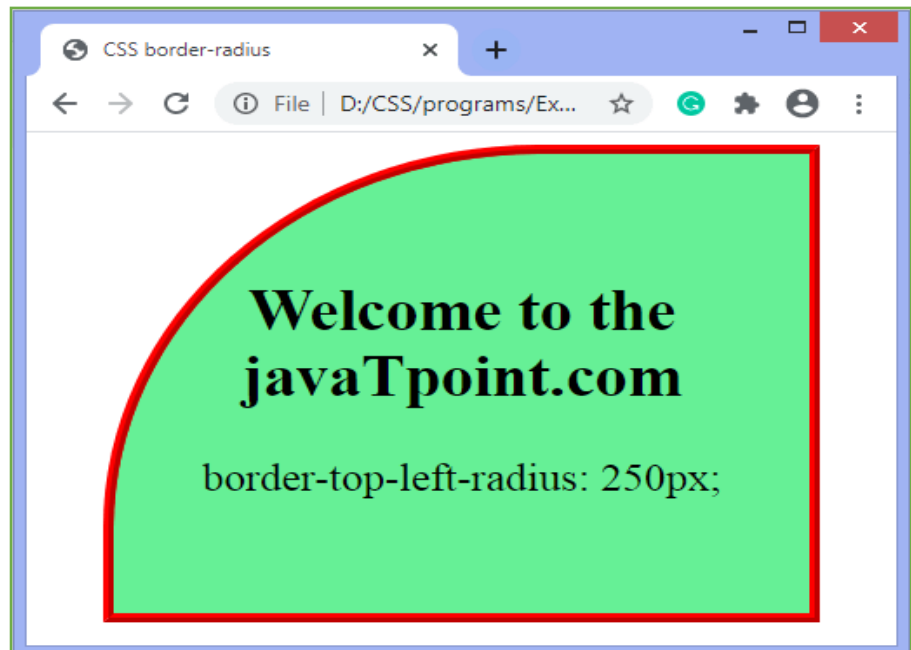 CSS border-radius
File | D:/CSS/programs/Ex...
Welcome to the
javaTpoint.com
border-top-left-radius: 250px;